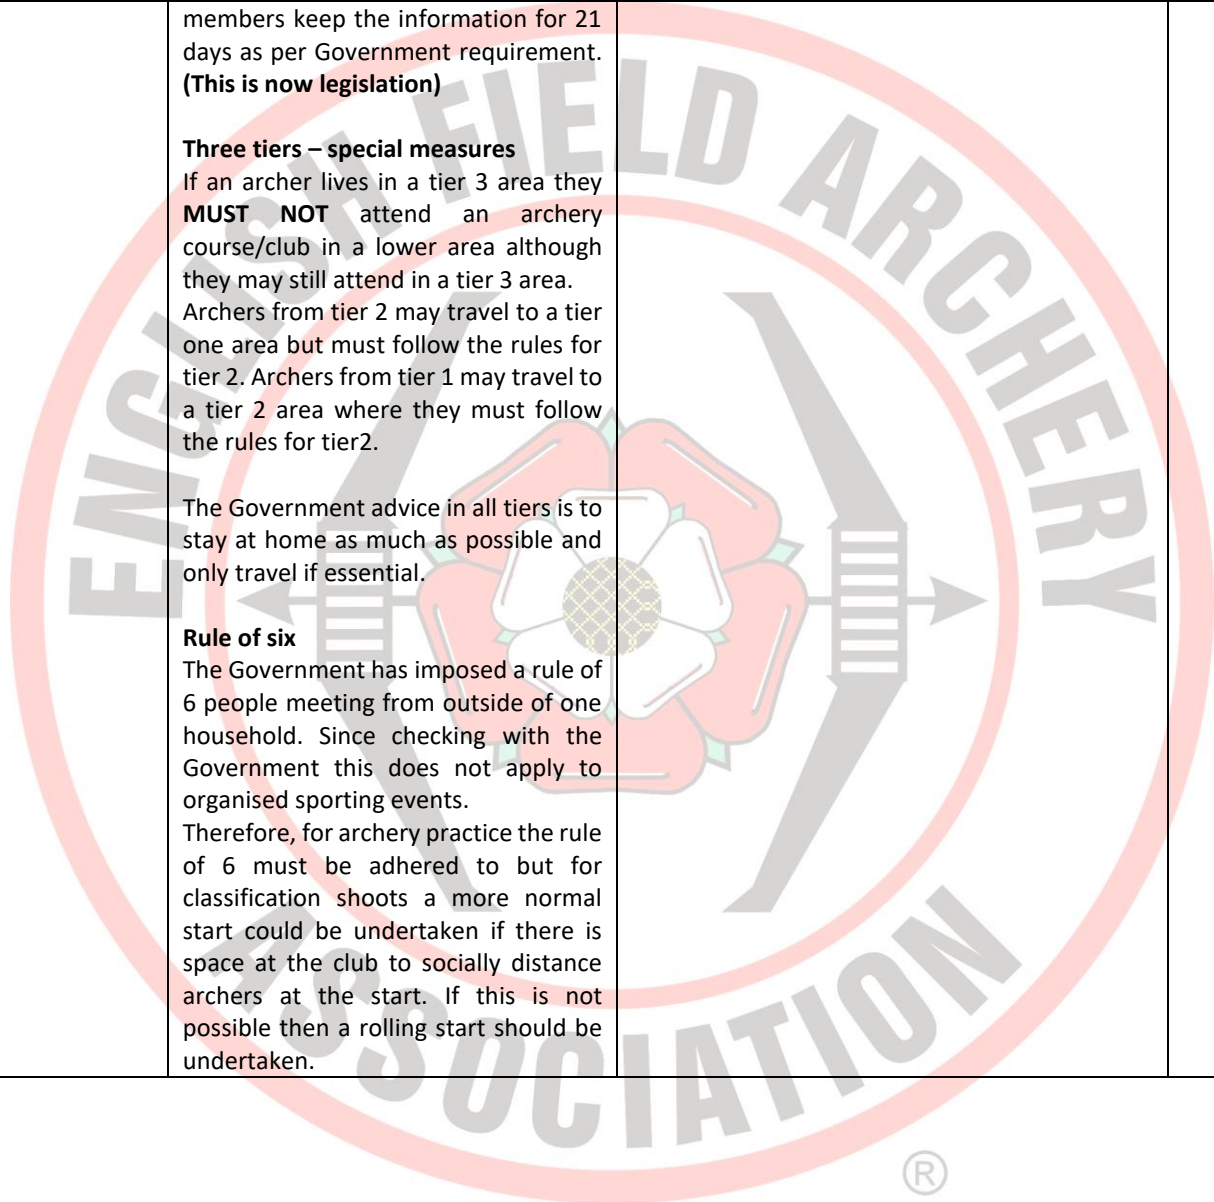 members keep the information for 21
days as per Government requirement.
(This is now legislation)
Three tiers – special measures
If an archer lives in a tier 3 area they
MUST NOT attend an archery
course/club in a lower area although
they may still attend in a tier 3 area.
Archers from tier 2 may travel to a tier
one area but must follow the rules for
tier 2. Archers from tier 1 may travel to
a tier 2 area where they must follow
the rules for tier2.
The Government advice in all tiers is to
stay at home as much as possible and
only travel if essential.
Rule of six
The Government has imposed a rule of
6 people meeting from outside of one
household. Since checking with the
Government this does not apply to
organised sporting events.
Therefore, for archery practice the rule
of 6 must be adhered to but for
classification shoots a more normal
start could be undertaken if there is
space at the club to socially distance
archers at the start. If this is not
possible then a rolling start should be
undertaken.
ENGLISH FIELD ARCHERY
ASSOCIATION
®